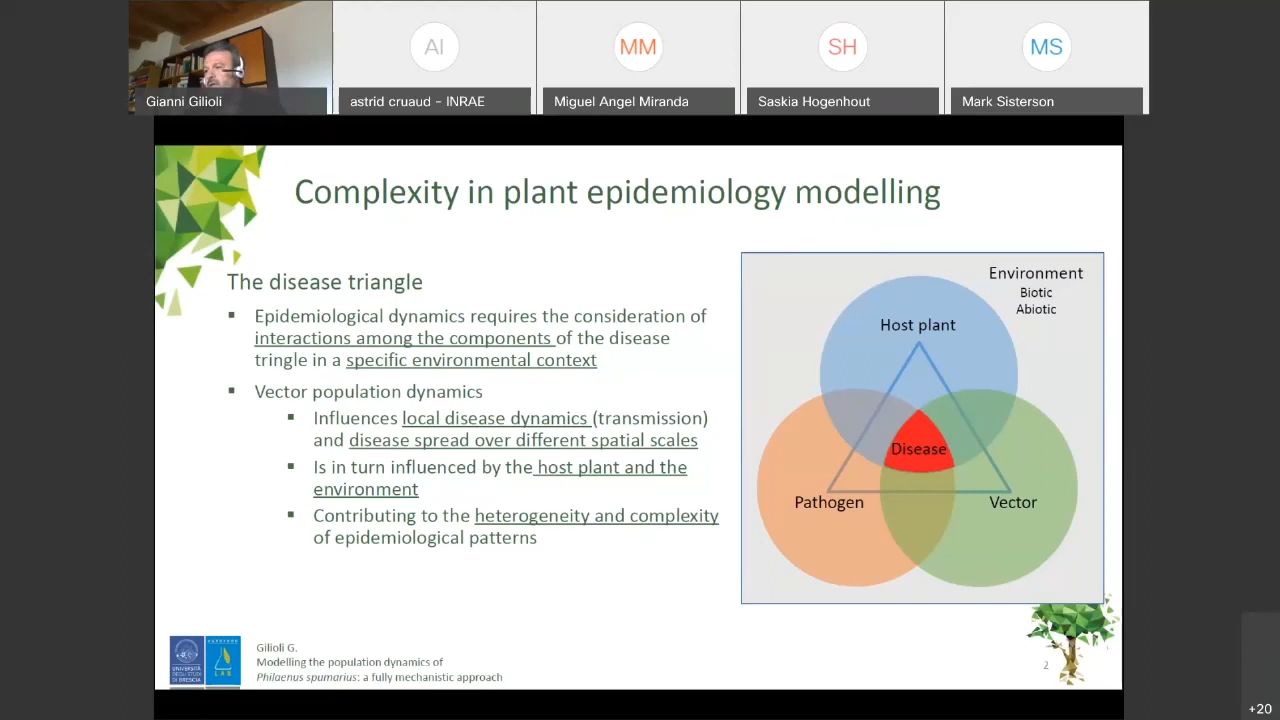 AI
MM
SH
MS
Gianni Gilioli
astrid cruaud - INRAE
Miguel Angel Miranda
Saskia Hogenhout
Mark Sisterson
Complexity in plant epidemiology modelling
The disease triangle
Epidemiological dynamics requires the consideration of
interactions among the components of the disease
tringle in a specific environmental context
Vector population dynamics
Influences local disease dynamics (transmission)
and disease spread over different spatial scales
Is in turn influenced by the host plant and the
environment
Contributing to the heterogeneity and complexity
of epidemiological patterns
Environment
Biotic
Abiotic
Host plant
Disease
Pathogen
Vector
UNIVERSITÀ
DEGLI STUDI
DI BRESCIA
LAB
Gilioli G.
Modelling the population dynamics of
Philaenus spumarius: a fully mechanistic approach
2
+20